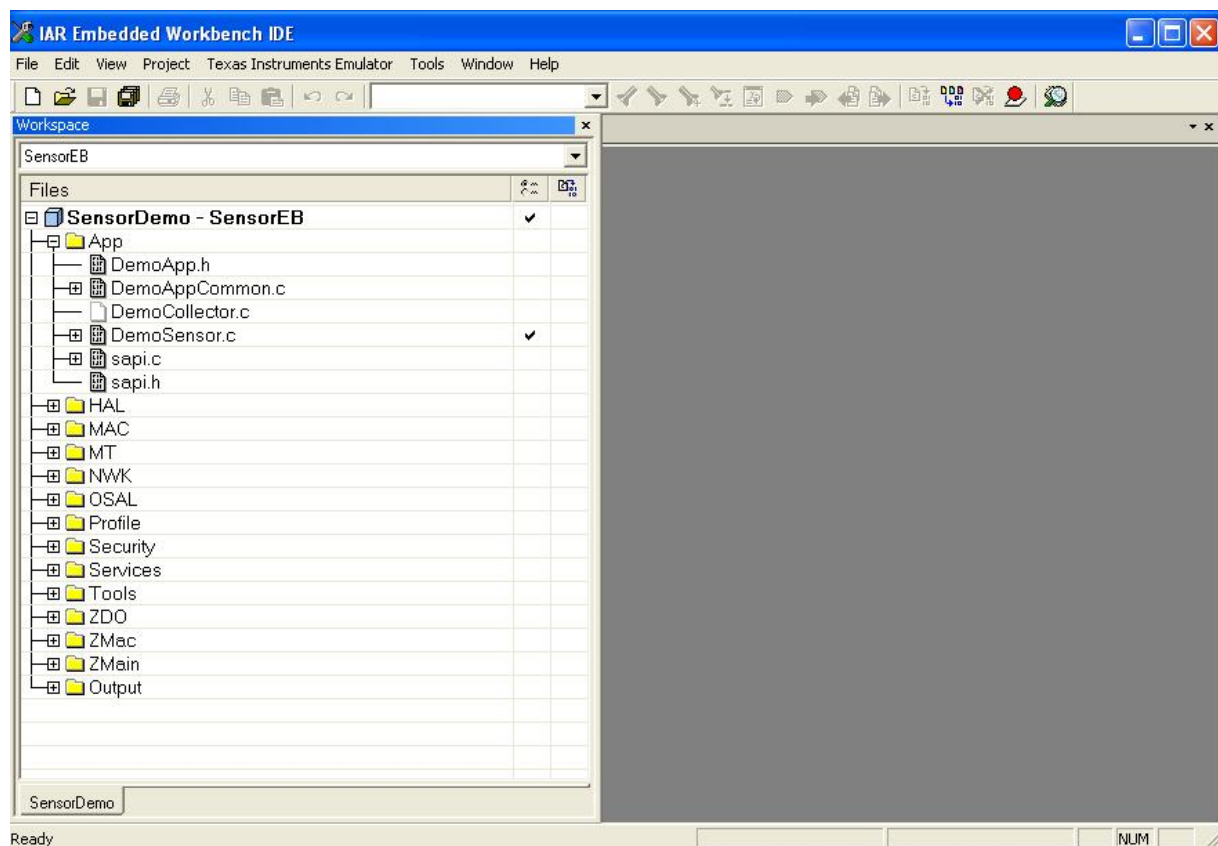 IAR Embedded Workbench IDE
File Edit View Project Texas Instruments Emulator Tools Window Help
Workspace
SensorEB
Files
SensorDemo - SensorEB
App
DemoApp.h
DemoAppCommon.c
DemoCollector.c
DemoSensor.c
sapi.c
sapi.h
HAL
MAC
MT
NWK
OSAL
Profile
Security
Services
Tools
ZDO
ZMac
ZMain
Output
SensorDemo
Ready NUM